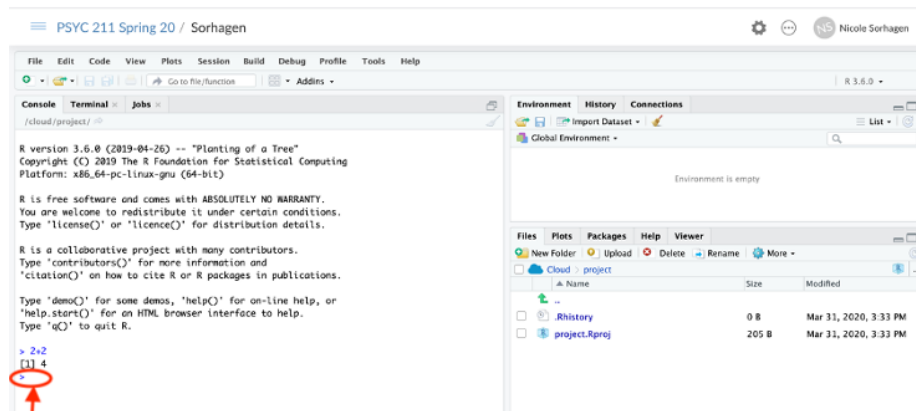 PSYC 211 Spring 20 / Sorhagen
NS Nicole Sorhagen
File Edit Code View Plots Session Build Debug Profile Tools Help
Go to file/function Addins
R 3.6.0
Console Terminal Jobs
/cloud/project/
R version 3.6.0 (2019-04-26) -- "Planting of a Tree"
Copyright (C) 2019 The R Foundation for Statistical Computing
Platform: x86_64-pc-linux-gnu (64-bit)
R is free software and comes with ABSOLUTELY NO WARRANTY.
You are welcome to redistribute it under certain conditions.
Type 'license()' or 'licence()' for distribution details.
R is a collaborative project with many contributors.
Type 'contributors()' for more information and
'citation()' on how to cite R or R packages in publications.
Type 'demo()' for some demos, 'help()' for on-line help, or
'help.start()' for an HTML browser interface to help.
Type 'q()' to quit R.
> 2+2
[1] 4
>
Environment History Connections
Import Dataset List
Global Environment
Environment is empty
Files Plots Packages Help Viewer
New Folder Upload Delete Rename More
Cloud > project
Name Size Modified
..
.Rhistory 0 B Mar 31, 2020, 3:33 PM
project.Rproj 205 B Mar 31, 2020, 3:33 PM